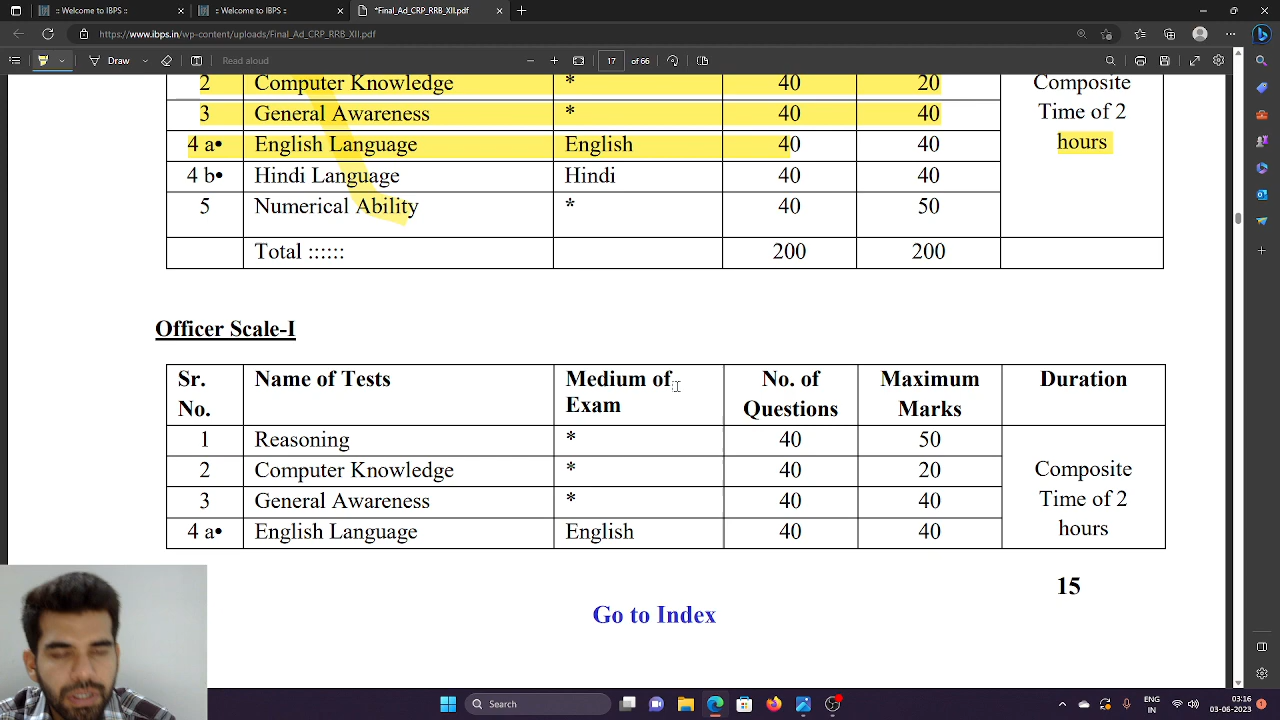 :: Welcome to IBPS ::
:: Welcome to IBPS ::
*Final_Ad_CRP_RRB_XII.pdf
https://www.ibps.in/wp-content/uploads/Final_Ad_CRP_RRB_XII.pdf
Draw
Read aloud
17 of 66
2 Computer Knowledge * 40 20 Composite
3 General Awareness * 40 40 Time of 2
4 a• English Language English 40 40 hours
4 b• Hindi Language Hindi 40 40
5 Numerical Ability * 40 50
Total :::::: 200 200
Officer Scale-I
Sr. Name of Tests Medium of No. of Maximum Duration
No. Exam Questions Marks
1 Reasoning * 40 50
2 Computer Knowledge * 40 20 Composite
3 General Awareness * 40 40 Time of 2
4 a• English Language English 40 40 hours
15
Go to Index
Search
ENG
IN
03:16
03-06-2023